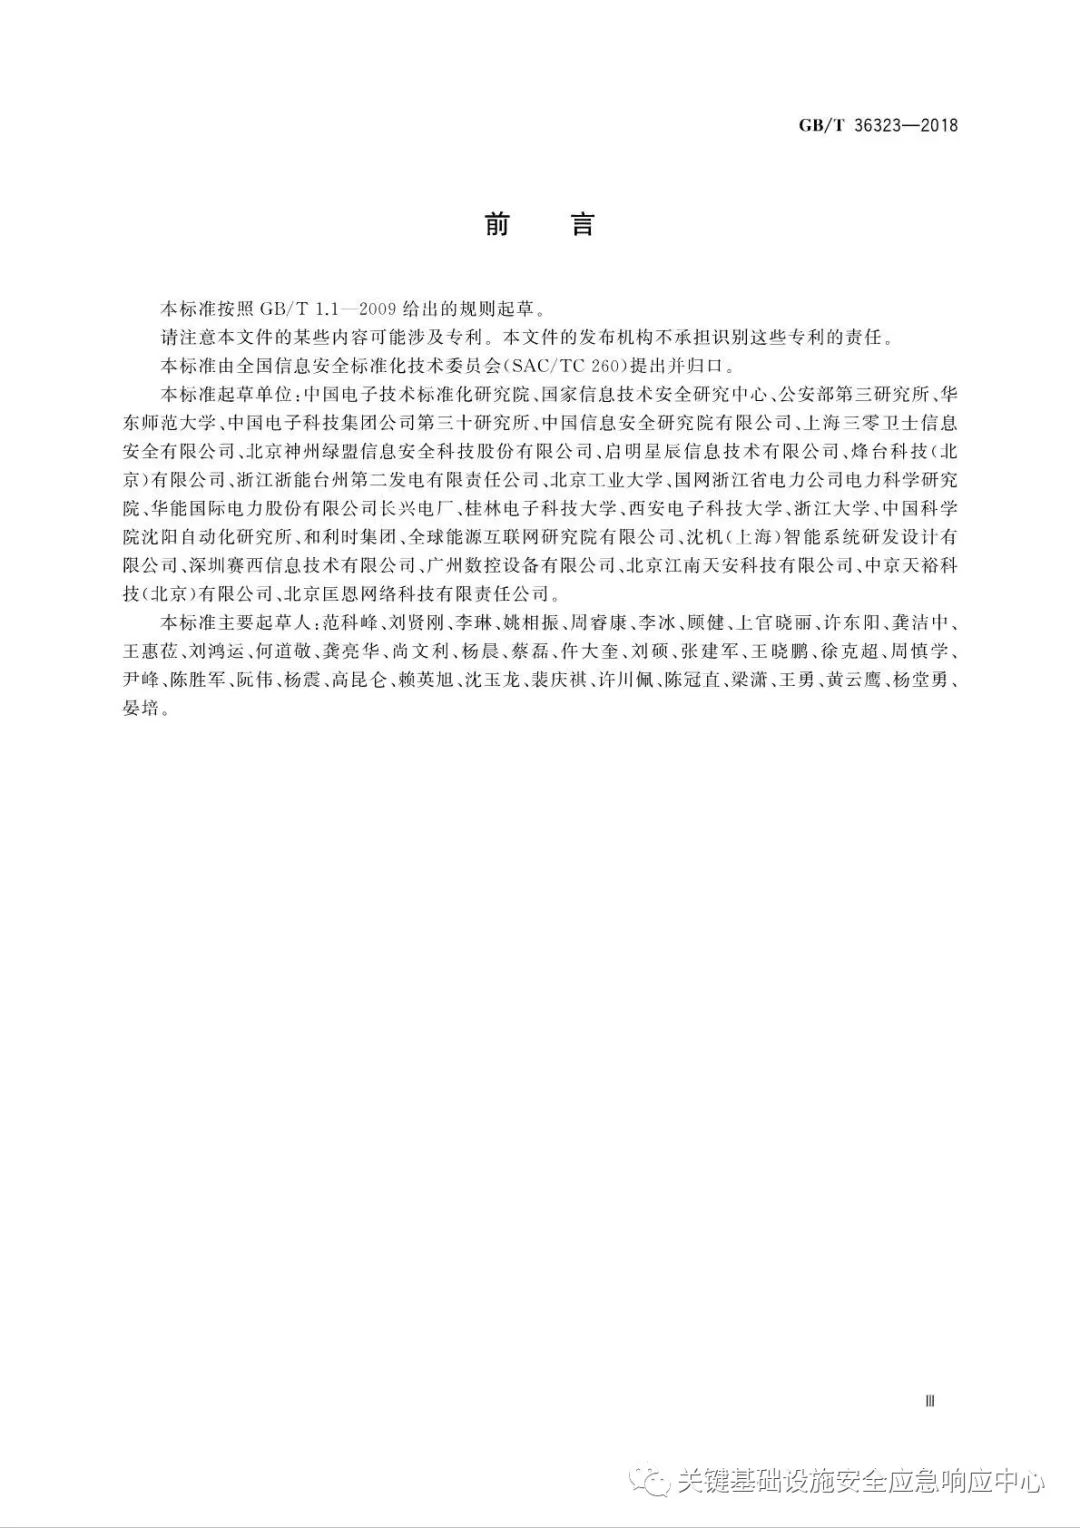 GB/T 36323—2018
前 言
本标准按照 GB/T 1.1—2009 给出的规则起草。
请注意本文件的某些内容可能涉及专利。本文件的发布机构不承担识别这些专利的责任。
本标准由全国信息安全标准化技术委员会(SAC/TC 260)提出并归口。
本标准起草单位:中国电子技术标准化研究院、国家信息技术安全研究中心、公安部第三研究所、华
东师范大学、中国电子科技集团公司第三十研究所、中国信息安全研究院有限公司、上海三零卫士信息
安全有限公司、北京神州绿盟信息安全科技股份有限公司、启明星辰信息技术有限公司、烽台科技(北
京)有限公司、浙江浙能台州第二发电有限责任公司、北京工业大学、国网浙江省电力公司电力科学研究
院、华能国际电力股份有限公司长兴电厂、桂林电子科技大学、西安电子科技大学、浙江大学、中国科学
院沈阳自动化研究所、和利时集团、全球能源互联网研究院有限公司、沈机(上海)智能系统研发设计有
限公司、深圳赛西信息技术有限公司、广州数控设备有限公司、北京江南天安科技有限公司、中京天裕科
技(北京)有限公司、北京匡恩网络科技有限责任公司。
本标准主要起草人:范科峰、刘贤刚、李琳、姚相振、周睿康、李冰、顾健、上官晓丽、许东阳、龚洁中、
王惠莅、刘鸿运、何道敬、龚亮华、尚文利、杨晨、蔡磊、仵大奎、刘硕、张建军、王晓鹏、徐克超、周慎学、
尹峰、陈胜军、阮伟、杨震、高昆仑、赖英旭、沈玉龙、裴庆祺、许川佩、陈冠直、梁潇、王勇、黄云鹰、杨堂勇、
晏培。
Ⅲ
关键基础设施安全应急响应中心